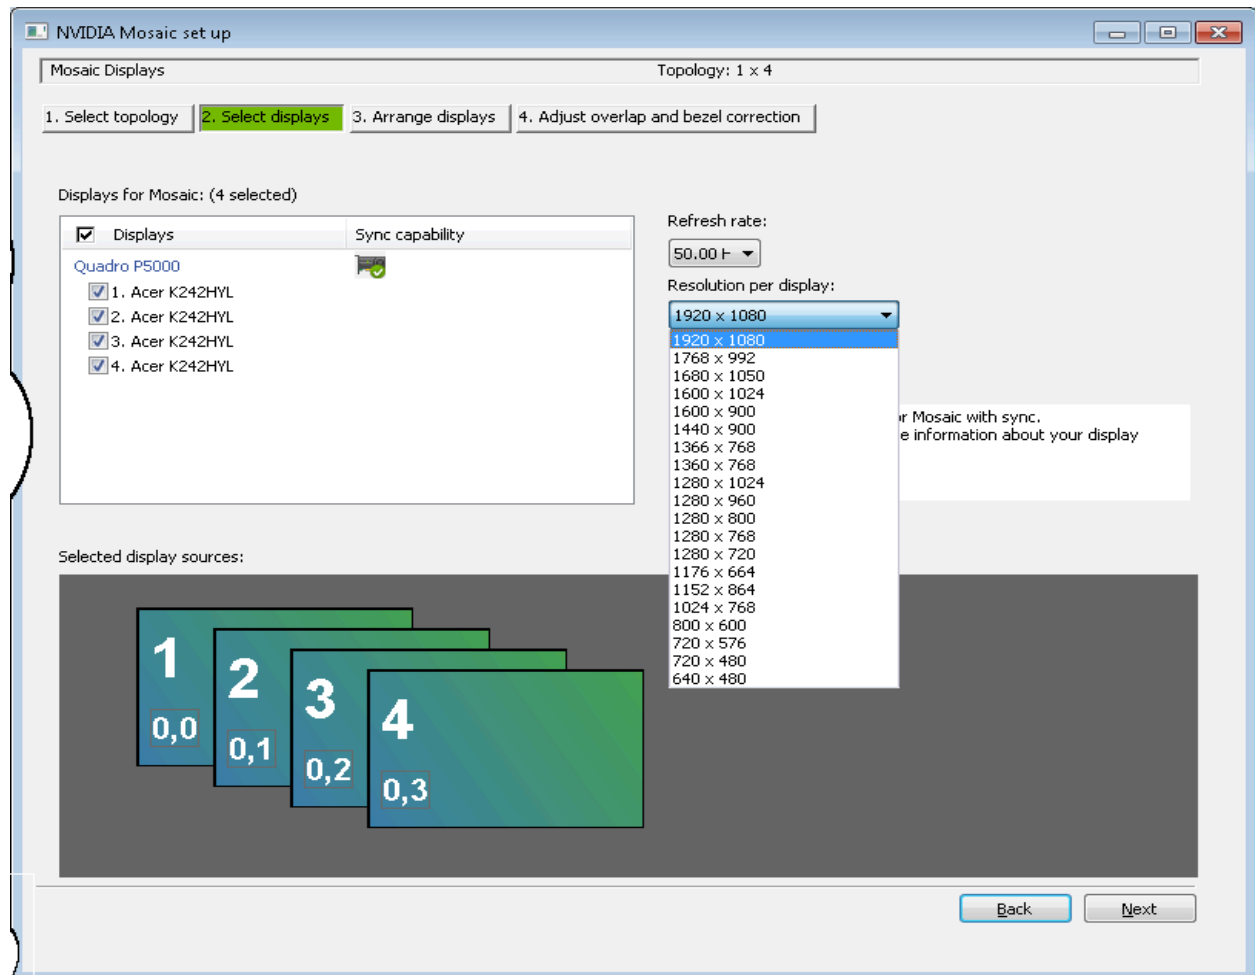 NVIDIA Mosaic set up
Mosaic Displays Topology: 1 x 4
1. Select topology 2. Select displays 3. Arrange displays 4. Adjust overlap and bezel correction
Displays for Mosaic: (4 selected)
Displays Sync capability
Quadro P5000
1. Acer K242HYL
2. Acer K242HYL
3. Acer K242HYL
4. Acer K242HYL
Refresh rate:
50.00
Resolution per display:
1920 x 1080
1920 x 1080
1768 x 992
1680 x 1050
1600 x 1024
1600 x 900
1440 x 900
1366 x 768
1360 x 768
1280 x 1024
1280 x 960
1280 x 800
1280 x 768
1280 x 720
1176 x 664
1152 x 864
1024 x 768
800 x 600
720 x 576
720 x 480
640 x 480
Mosaic with sync.
information about your display
Selected display sources:
1
0,0
2
0,1
3
0,2
4
0,3
Back Next